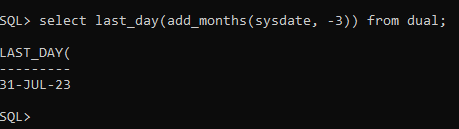 SQL> select last_day(add_months(sysdate, -3)) from dual;
LAST_DAY(
---------
31-JUL-23
SQL>